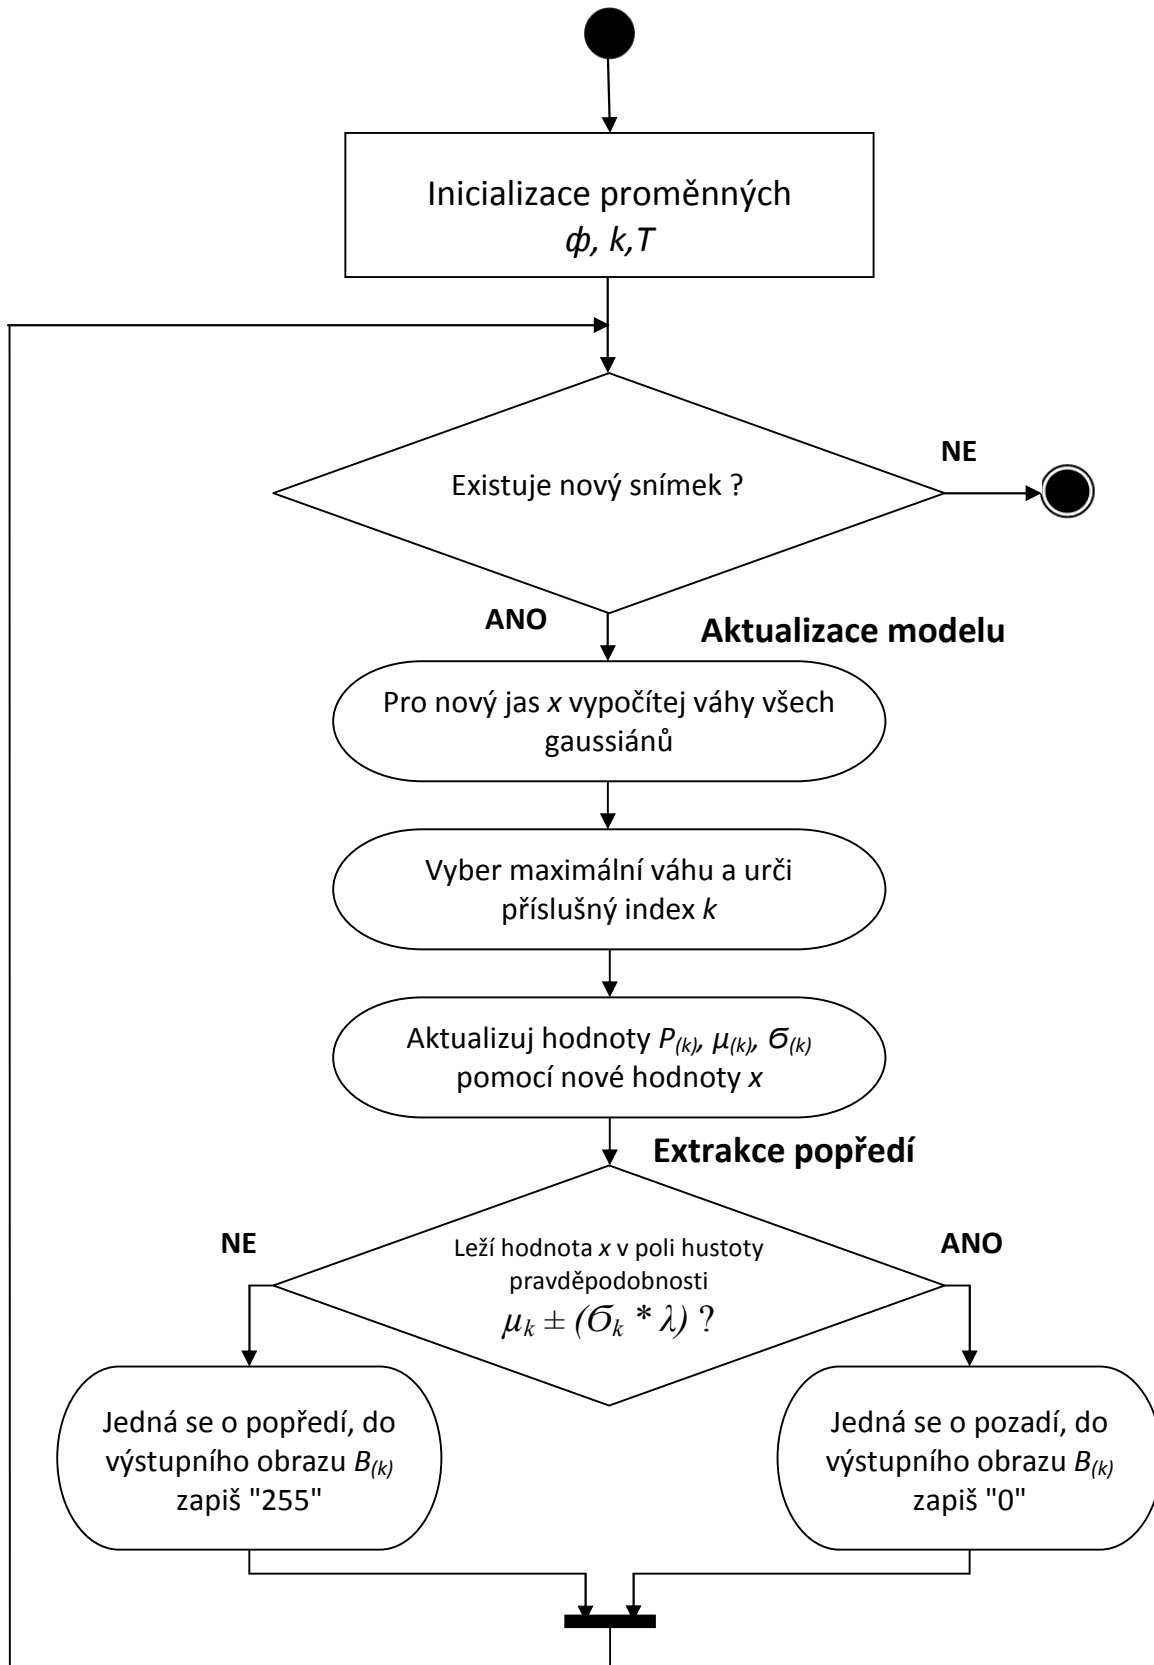 Inicializace proměnných
ф, k,T
Existuje nový snímek ?
NE
ANO
Aktualizace modelu
Pro nový jas x vypočítej váhy všech
gaussiánů
Vyber maximální váhu a urči
příslušný index k
Aktualizuj hodnoty P(k), μ(k), б(k)
pomocí nové hodnoty x
Extrakce popředí
NE
ANO
Leží hodnota x v poli hustoty
pravděpodobnosti
μk ± (бk * λ) ?
Jedná se o popředí, do
výstupního obrazu B(k)
zapiš "255"
Jedná se o pozadí, do
výstupního obrazu B(k)
zapiš "0"